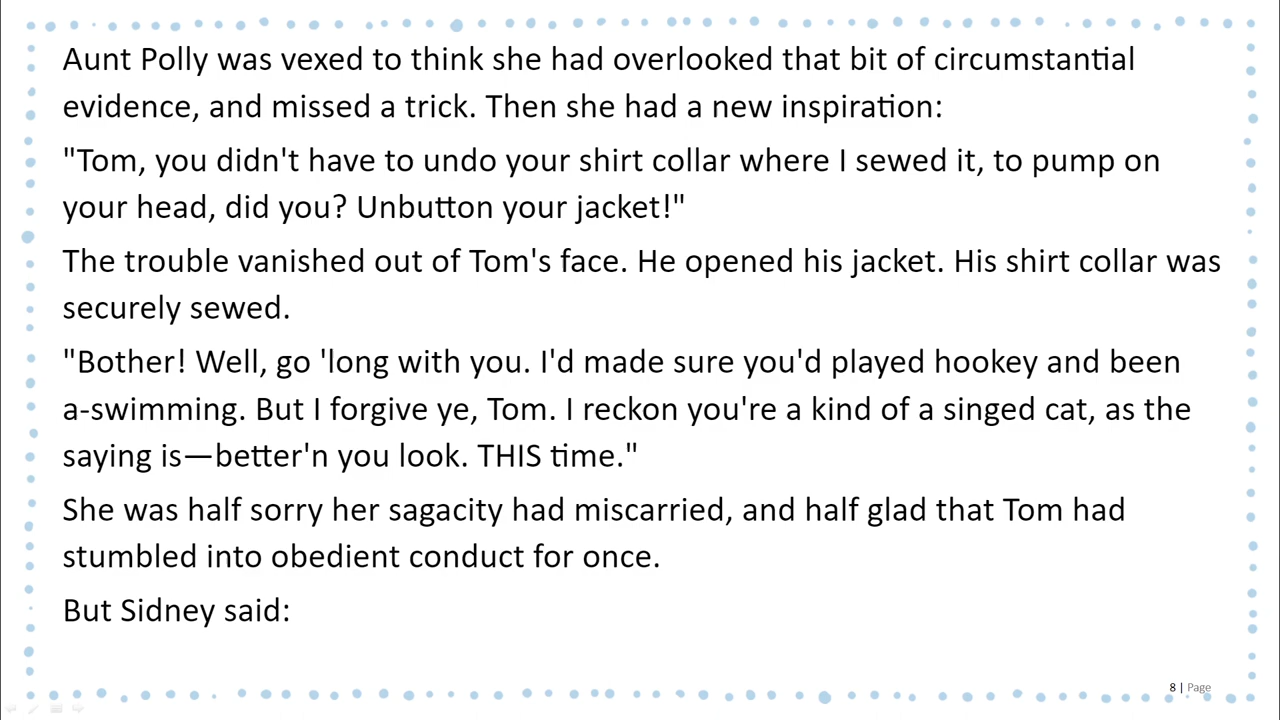 Aunt Polly was vexed to think she had overlooked that bit of circumstantial
evidence, and missed a trick. Then she had a new inspiration:
"Tom, you didn't have to undo your shirt collar where I sewed it, to pump on
your head, did you? Unbutton your jacket!"
The trouble vanished out of Tom's face. He opened his jacket. His shirt collar was
securely sewed.
"Bother! Well, go 'long with you. I'd made sure you'd played hookey and been
a-swimming. But I forgive ye, Tom. I reckon you're a kind of a singed cat, as the
saying is—better'n you look. THIS time."
She was half sorry her sagacity had miscarried, and half glad that Tom had
stumbled into obedient conduct for once.
But Sidney said:
8 | Page